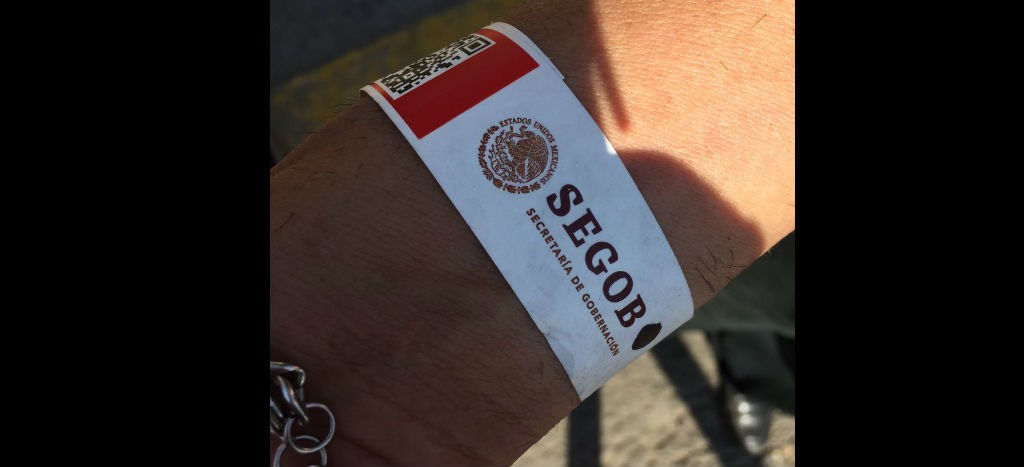 ESTADOS UNIDOS MEXICANOS
SEGOB
SECRETARÍA DE GOBERNACIÓN